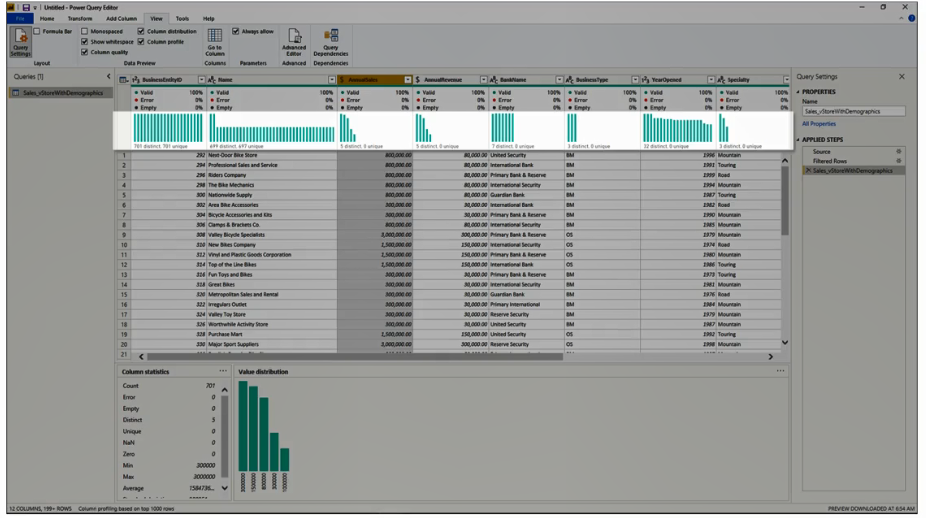 Untitled - Power Query Editor
File Home Transform Add Column View Tools Help
Query Settings
Formula Bar
Monospaced
Show whitespace
Column quality
Column distribution
Column profile
Go to Column
Always allow
Advanced Editor
Query Dependencies
Layout Data Preview Columns Parameters Advanced Dependencies
Queries [1]
Sales_vStoreWithDemographics
BusinessEntityID Name AnnualSales AnnualRevenue BankName BusinessType YearOpened Specialty
Valid 100% Valid 100% Valid 100% Valid 100% Valid 100% Valid 100% Valid 100% Valid 100%
Error 0% Error 0% Error 0% Error 0% Error 0% Error 0% Error 0% Error 0%
Empty 0% Empty 0% Empty 0% Empty 0% Empty 0% Empty 0% Empty 0% Empty 0%
701 distinct, 701 unique 699 distinct, 697 unique 5 distinct, 0 unique 5 distinct, 0 unique 7 distinct, 0 unique 3 distinct, 0 unique 32 distinct, 0 unique 3 distinct, 0 unique
1 292 Next-Door Bike Store 800,000.00 80,000.00 United Security BM 1996 Mountain
2 294 Professional Sales and Service 800,000.00 80,000.00 International Bank BM 1991 Touring
3 296 Riders Company 800,000.00 80,000.00 Primary Bank & Reserve BM 1999 Road
4 298 The Bike Mechanics 800,000.00 80,000.00 International Security BM 1994 Mountain
5 300 Nationwide Supply 800,000.00 80,000.00 Guardian Bank BM 1987 Touring
6 302 Area Bike Accessories 300,000.00 30,000.00 International Bank BM 1982 Road
7 304 Bicycle Accessories and Kits 300,000.00 30,000.00 Primary Bank & Reserve BM 1990 Mountain
8 306 Clamps & Brackets Co. 800,000.00 80,000.00 International Security BM 1985 Mountain
9 308 Valley Bicycle Specialists 3,000,000.00 300,000.00 Primary Bank & Reserve OS 1979 Mountain
10 310 New Bikes Company 1,500,000.00 150,000.00 International Security OS 1974 Road
11 312 Vinyl and Plastic Goods Corporation 1,500,000.00 150,000.00 Primary Bank & Reserve OS 1980 Mountain
12 314 Top of the Line Bikes 1,500,000.00 150,000.00 International Bank OS 1986 Touring
13 316 Fun Toys and Bikes 300,000.00 30,000.00 Primary Bank & Reserve BM 1973 Touring
14 318 Great Bikes 300,000.00 30,000.00 International Security BM 1981 Mountain
15 320 Metropolitan Sales and Rental 300,000.00 30,000.00 Guardian Bank BM 1976 Road
16 322 Irregulars Outlet 300,000.00 30,000.00 Primary International BM 1984 Mountain
17 324 Valley Toy Store 300,000.00 30,000.00 Reserve Security BM 1979 Mountain
18 326 Worthwhile Activity Store 300,000.00 30,000.00 United Security BM 1987 Mountain
19 328 Purchase Mart 1,500,000.00 150,000.00 United Security OS 1992 Touring
20 330 Major Sport Suppliers 3,000,000.00 300,000.00 Reserve Security OS 1998 Mountain
21
Query Settings
PROPERTIES
Name
Sales_vStoreWithDemographics
All Properties
APPLIED STEPS
Source
Filtered Rows
Sales_vStoreWithDemographics
Column statistics
Count 701
Error 0
Empty 0
Distinct 5
Unique 0
NaN 0
Zero 0
Min 300000
Max 3000000
Average 1584736...
Value distribution
3000000 1500000 800000 300000 1000000
12 COLUMNS, 199+ ROWS Column profiling based on top 1000 rows
PREVIEW DOWNLOADED AT 6:54 AM